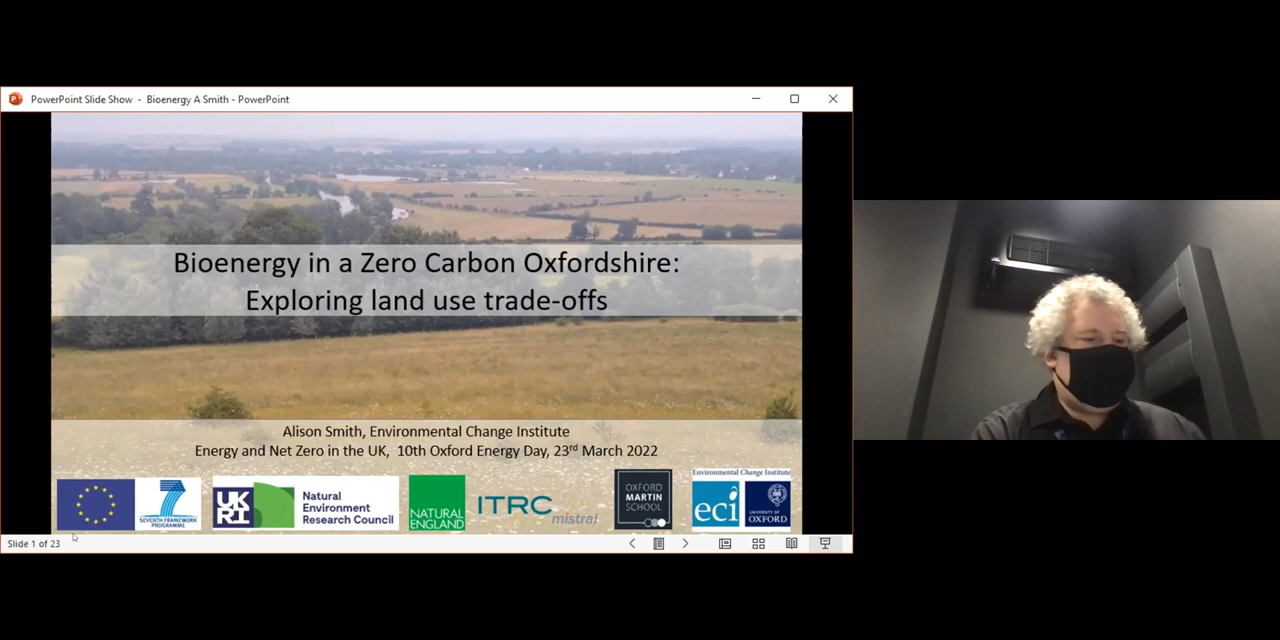 PowerPoint Slide Show - Bioenergy A Smith - PowerPoint
Bioenergy in a Zero Carbon Oxfordshire:
Exploring land use trade-offs
Alison Smith, Environmental Change Institute
Energy and Net Zero in the UK, 10th Oxford Energy Day, 23rd March 2022
SEVENTH FRAMEWORK
PROGRAMME
UK
RI
Natural
Environment
Research Council
NATURAL
ENGLAND
ITRC
mistral
OXFORD
MARTIN
SCHOOL
Environmental Change Institute
eci
UNIVERSITY OF
OXFORD
Slide 1 of 23